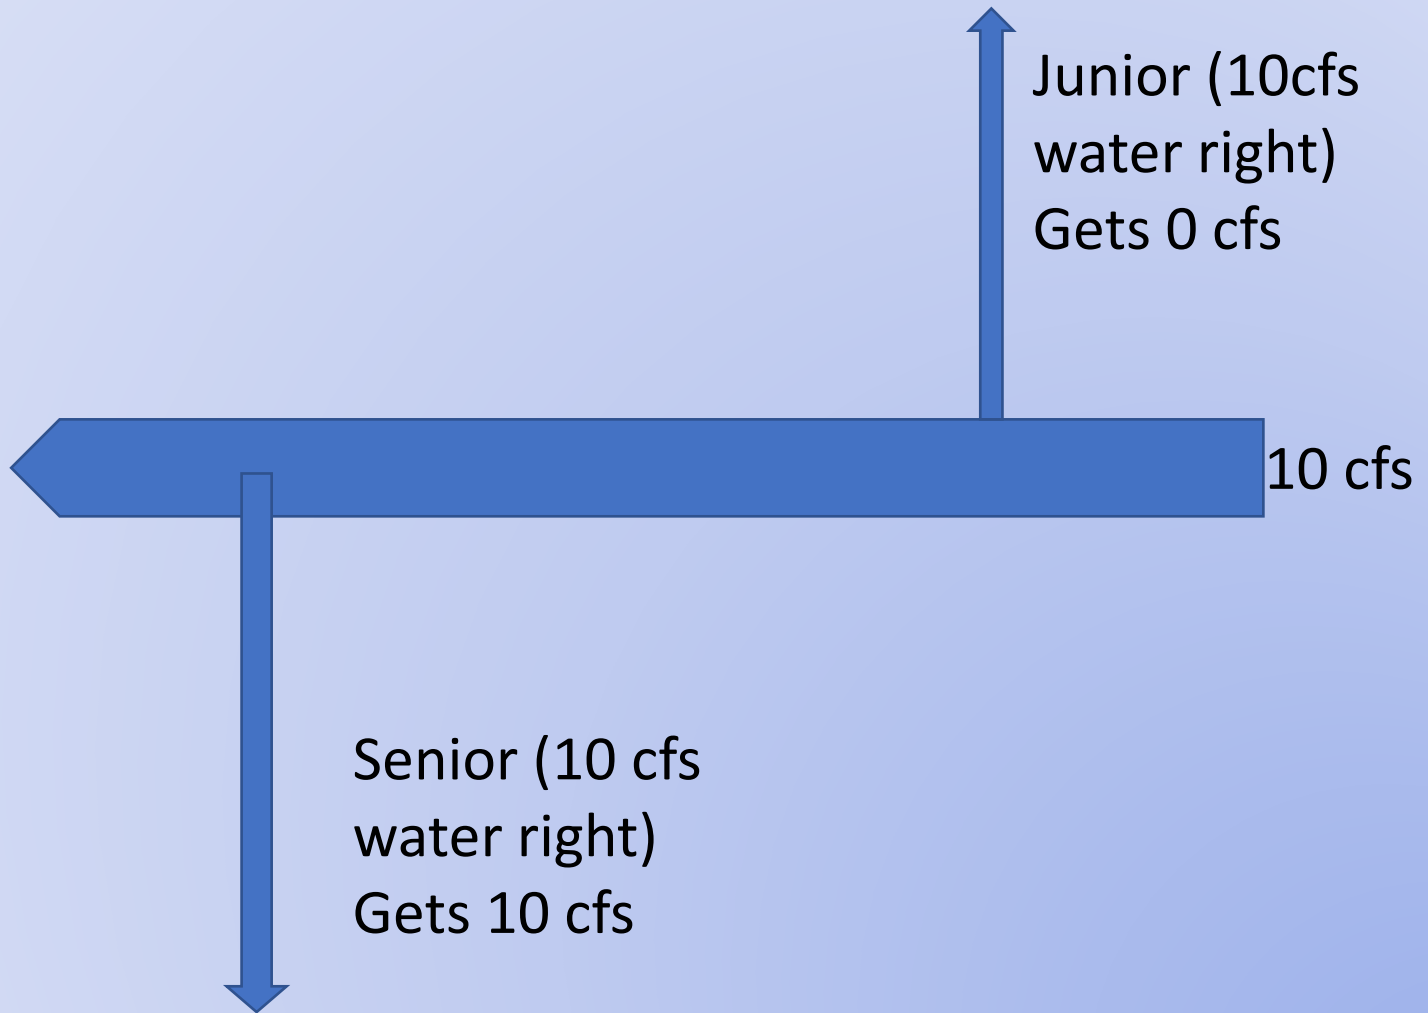 Junior (10cfs
water right)
Gets 0 cfs
10 cfs
Senior (10 cfs
water right)
Gets 10 cfs